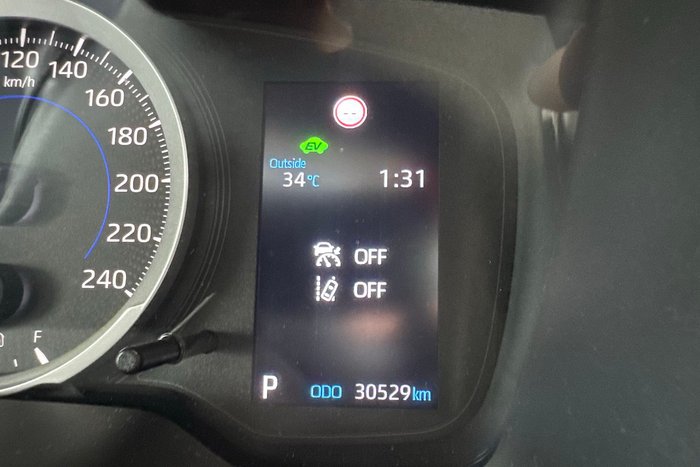 120
km/h
140
160
180
200
220
240
F
--
EV
Outside
34°C 1:31
OFF
OFF
P ODO 30529km